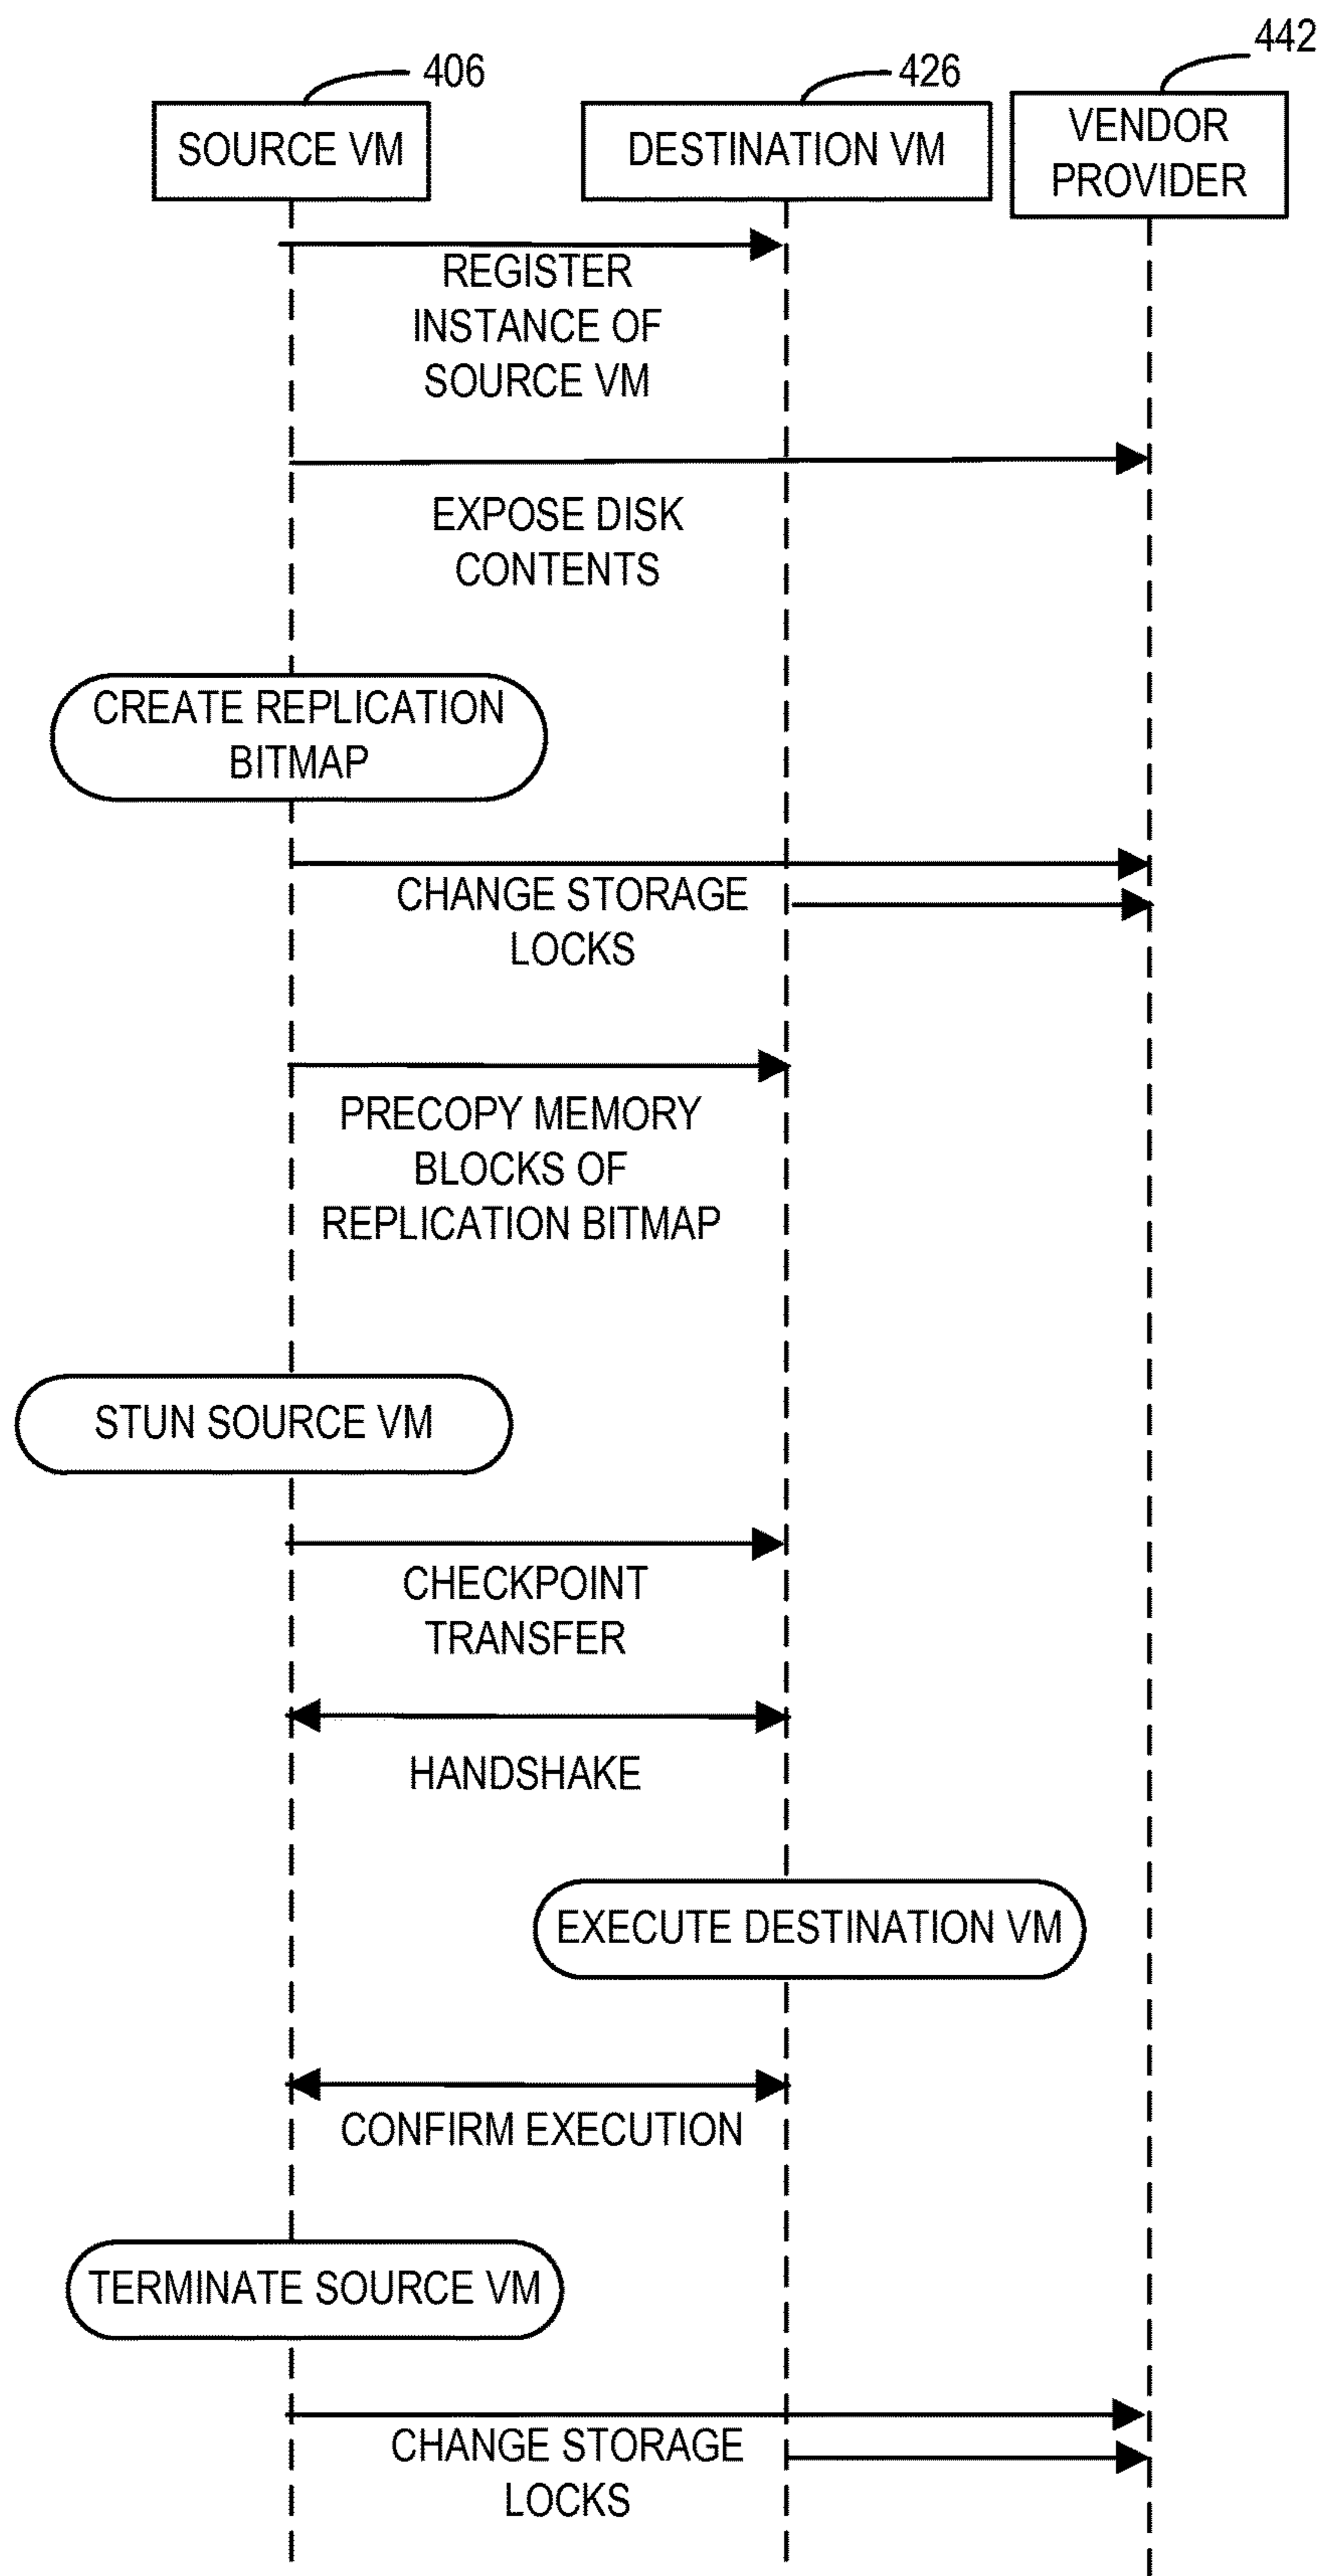 406
426
442
SOURCE VM
DESTINATION VM
VENDOR
PROVIDER
REGISTER
INSTANCE OF
SOURCE VM
EXPOSE DISK
CONTENTS
CREATE REPLICATION
BITMAP
CHANGE STORAGE
LOCKS
PRECOPY MEMORY
BLOCKS OF
REPLICATION BITMAP
STUN SOURCE VM
CHECKPOINT
TRANSFER
HANDSHAKE
EXECUTE DESTINATION VM
CONFIRM EXECUTION
TERMINATE SOURCE VM
CHANGE STORAGE
LOCKS